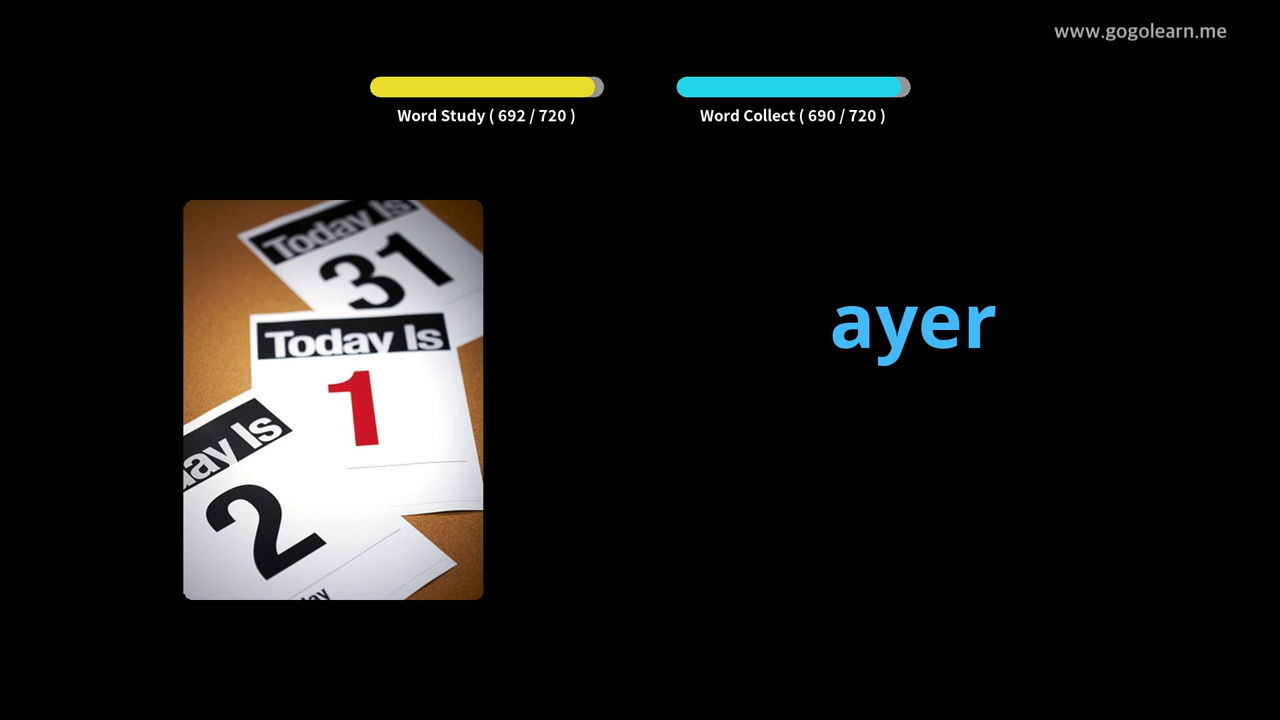 www.gogolearn.me
Word Study ( 692 / 720 )
Word Collect ( 690 / 720 )
Today Is
31
Today Is
1
ay Is
2
ayer